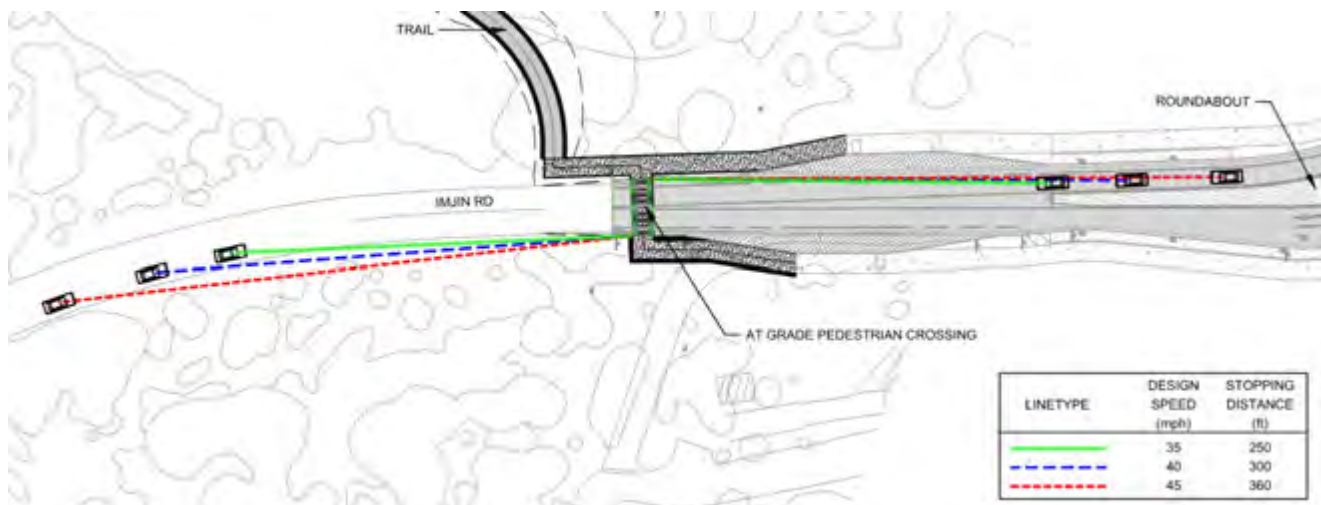 TRAIL
ROUNDABOUT
IMJIN RD
AT GRADE PEDESTRIAN CROSSING
LINETYPE
DESIGN SPEED (mph)
STOPPING DISTANCE (ft)
35 250
40 300
45 360